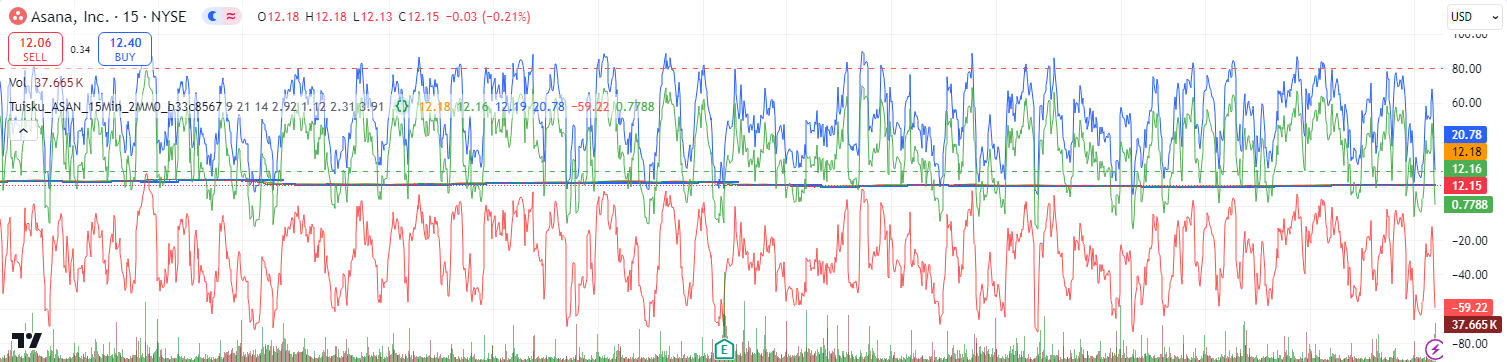 Asana, Inc. · 15 · NYSE O12.18 H12.18 L12.13 C12.15 −0.03 (−0.21%)
USD
12.06 SELL 0.34 12.40 BUY
100.00
Vol 37.665 K
80.00
Tuisku_ASAN_15Min_2MM0_b33c8567 9 21 14 2.92 1.12 2.31 3.91 12.18 12.16 12.19 20.78 −59.22 0.7788
60.00
20.78
12.18
12.16
12.15
0.7788
−20.00
−40.00
−59.22
37.665 K
E
−80.00